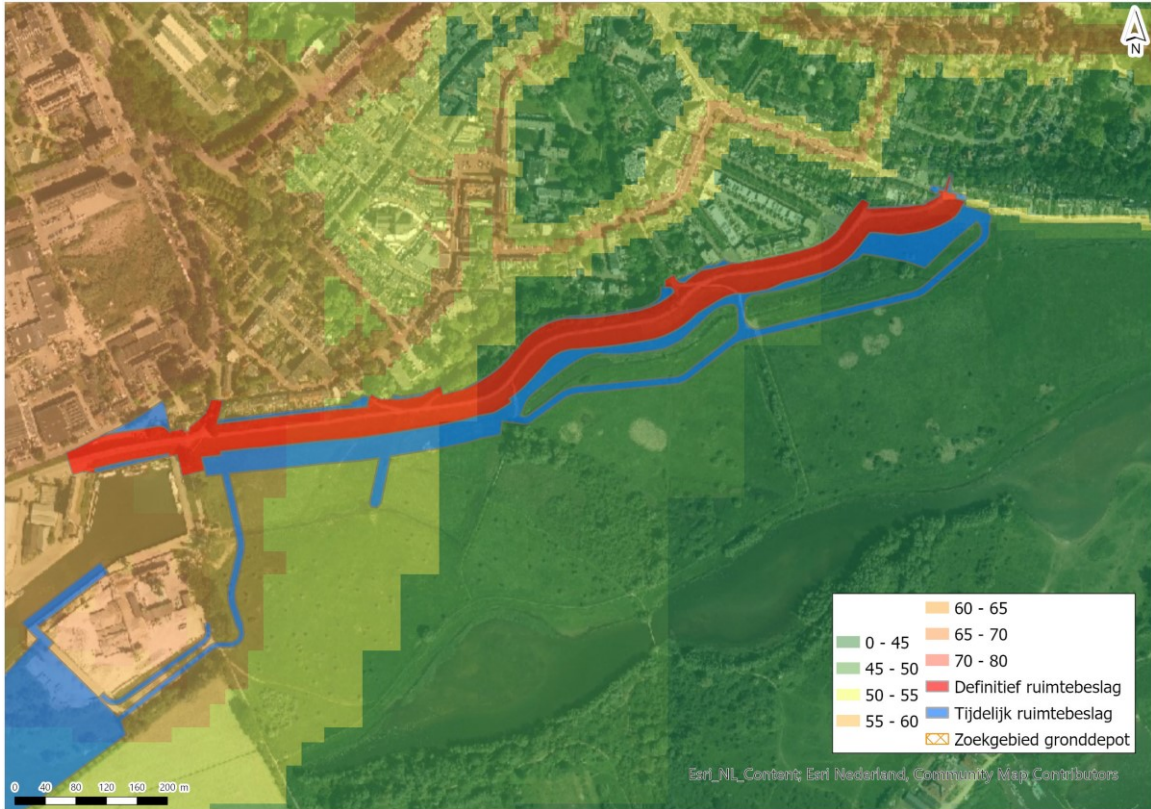 N
0 - 45
45 - 50
50 - 55
55 - 60
60 - 65
65 - 70
70 - 80
Definitief ruimtebeslag
Tijdelijk ruimtebeslag
Zoekgebied gronddepot
Esri_NL_Content; Esri Nederland, Community Map Contributors
0 40 80 120 160 200 m